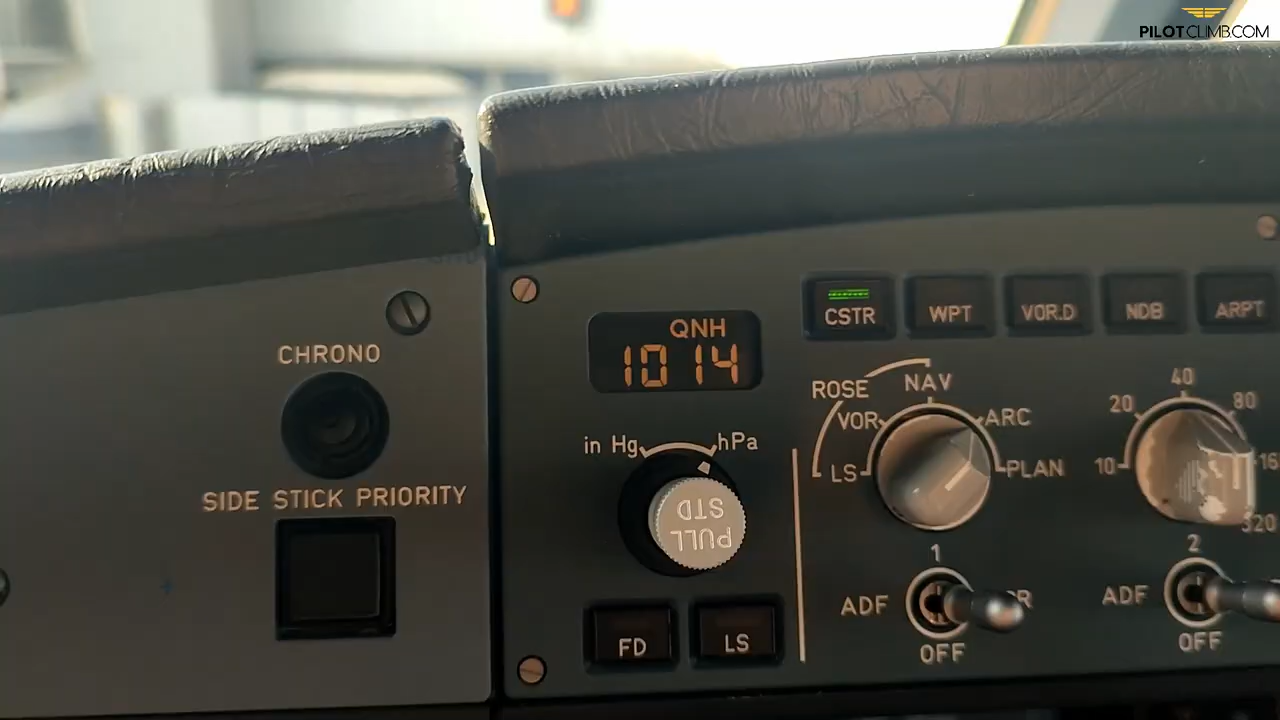 PILOTCLIMB.COM
CHRONO
SIDE STICK PRIORITY
QNH
1014
in Hg
hPa
PULL
STD
FD
LS
CSTR
WPT
VOR.D
NDB
ARPT
ROSE
NAV
VOR
ARC
LS
PLAN
10
20
40
80
16
320
1
ADF
OFF
2
ADF
OFF